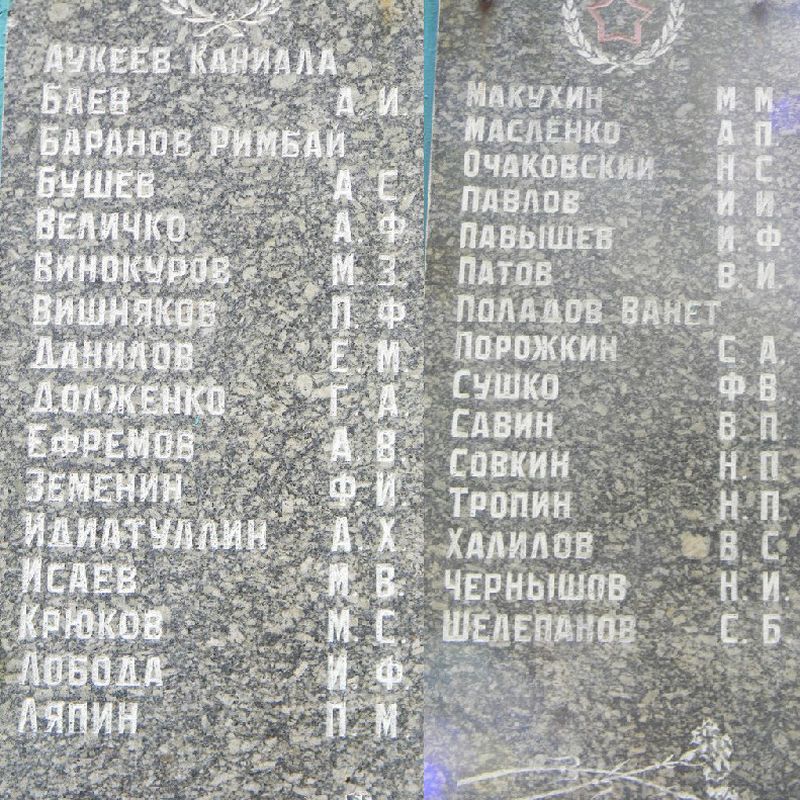 Аукеев Каниала
Баев А. И.
Баранов Римбай
Бушев А. С.
Величко А. Ф
Винокуров М. З.
Вишняков П. Ф
Данилов Е. М.
Долженко Г А.
Ефремов А В.
Земенин Ф И.
Идиатуллин А. Х.
Исаев М. В.
Крюков М. С.
Лобода И. Ф.
Ляпин П М.
Макухин М М.
Масленко А П.
Очаковский Н С.
Павлов И. И.
Павышев И Ф
Патов В. И.
Поладов Ванет
Порожкин С А.
Сушко Ф В.
Савин В П.
Совкин Н. П
Тропин Н. П.
Халилов В. С.
Чернышов Н. И.
Шелепанов С. Б